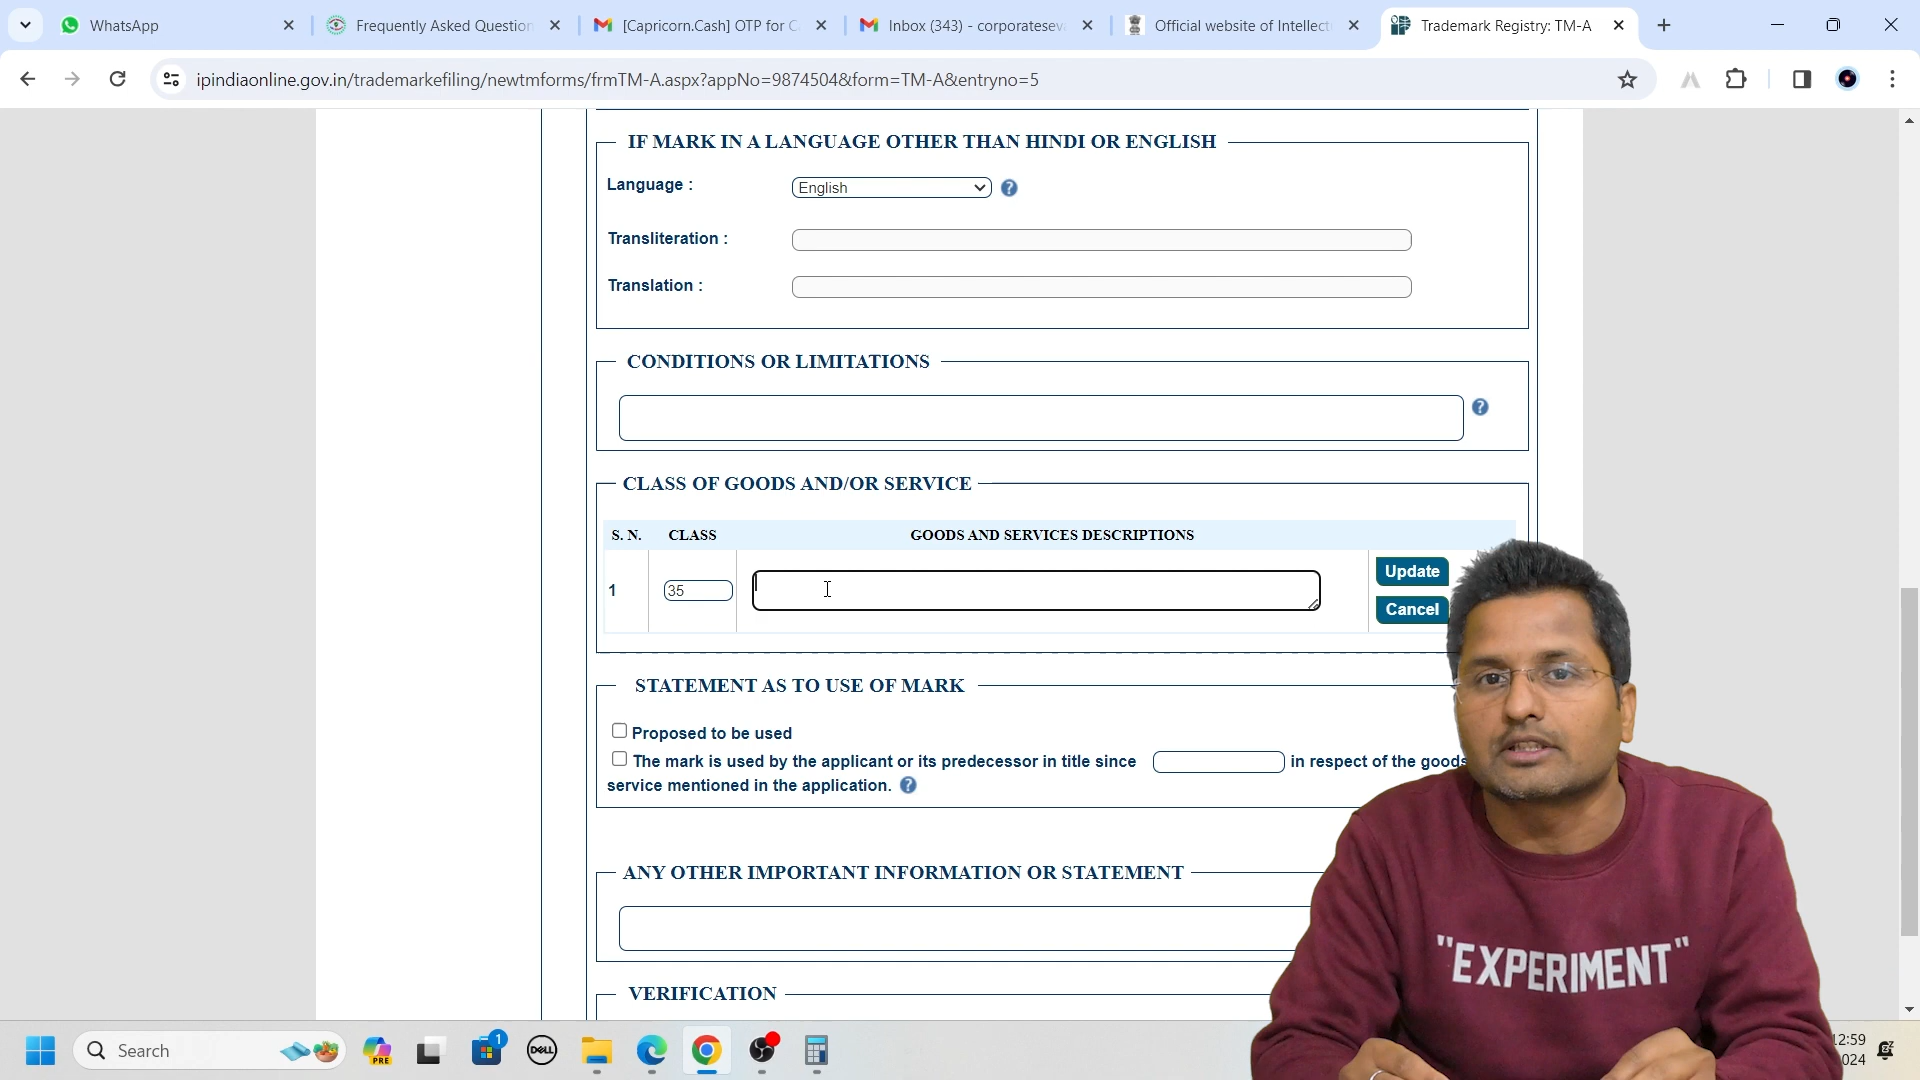 WhatsApp
Frequently Asked Question
[Capricorn.Cash] OTP for C
Inbox (343) - corporateseva
Official website of Intellect
Trademark Registry: TM-A
ipindiaonline.gov.in/trademarkefiling/newtmforms/frmTM-A.aspx?appNo=9874504&form=TM-A&entryno=5
IF MARK IN A LANGUAGE OTHER THAN HINDI OR ENGLISH
Language : English
Transliteration :
Translation :
CONDITIONS OR LIMITATIONS
CLASS OF GOODS AND/OR SERVICE
S. N. CLASS GOODS AND SERVICES DESCRIPTIONS
1 35
Update
Cancel
STATEMENT AS TO USE OF MARK
Proposed to be used
The mark is used by the applicant or its predecessor in title since in respect of the goods
service mentioned in the application.
ANY OTHER IMPORTANT INFORMATION OR STATEMENT
"EXPERIMENT"
VERIFICATION
Search
PRE
1
DELL